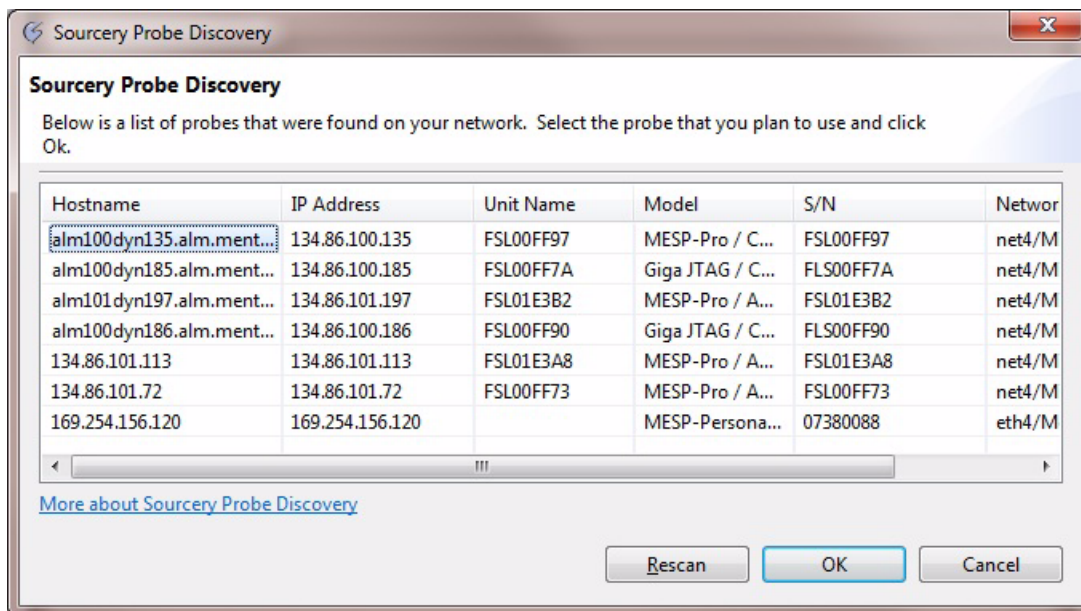 Sourcery Probe Discovery
Sourcery Probe Discovery
Below is a list of probes that were found on your network. Select the probe that you plan to use and click
Ok.
Hostname IP Address Unit Name Model S/N Networ
alm100dyn135.alm.ment... 134.86.100.135 FSL00FF97 MESP-Pro / C... FSL00FF97 net4/M
alm100dyn185.alm.ment... 134.86.100.185 FSL00FF7A Giga JTAG / C... FLS00FF7A net4/M
alm101dyn197.alm.ment... 134.86.101.197 FSL01E3B2 MESP-Pro / A... FSL01E3B2 net4/M
alm100dyn186.alm.ment... 134.86.100.186 FSL00FF90 Giga JTAG / C... FLS00FF90 net4/M
134.86.101.113 134.86.101.113 FSL01E3A8 MESP-Pro / A... FSL01E3A8 net4/M
134.86.101.72 134.86.101.72 FSL00FF73 MESP-Pro / A... FSL00FF73 net4/M
169.254.156.120 169.254.156.120 MESP-Persona... 07380088 eth4/M
More about Sourcery Probe Discovery
Rescan OK Cancel